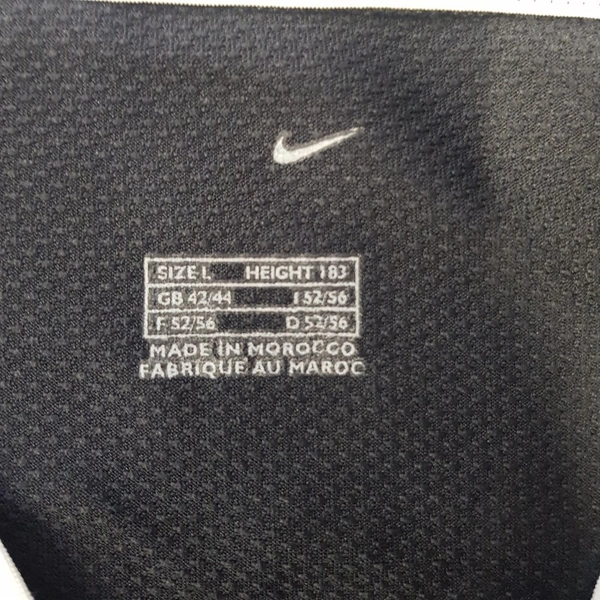 SIZE L HEIGHT 183
GB 42/44 I 52/56
F 52/56 D 52/56
MADE IN MOROCCO
FABRIQUE AU MAROC